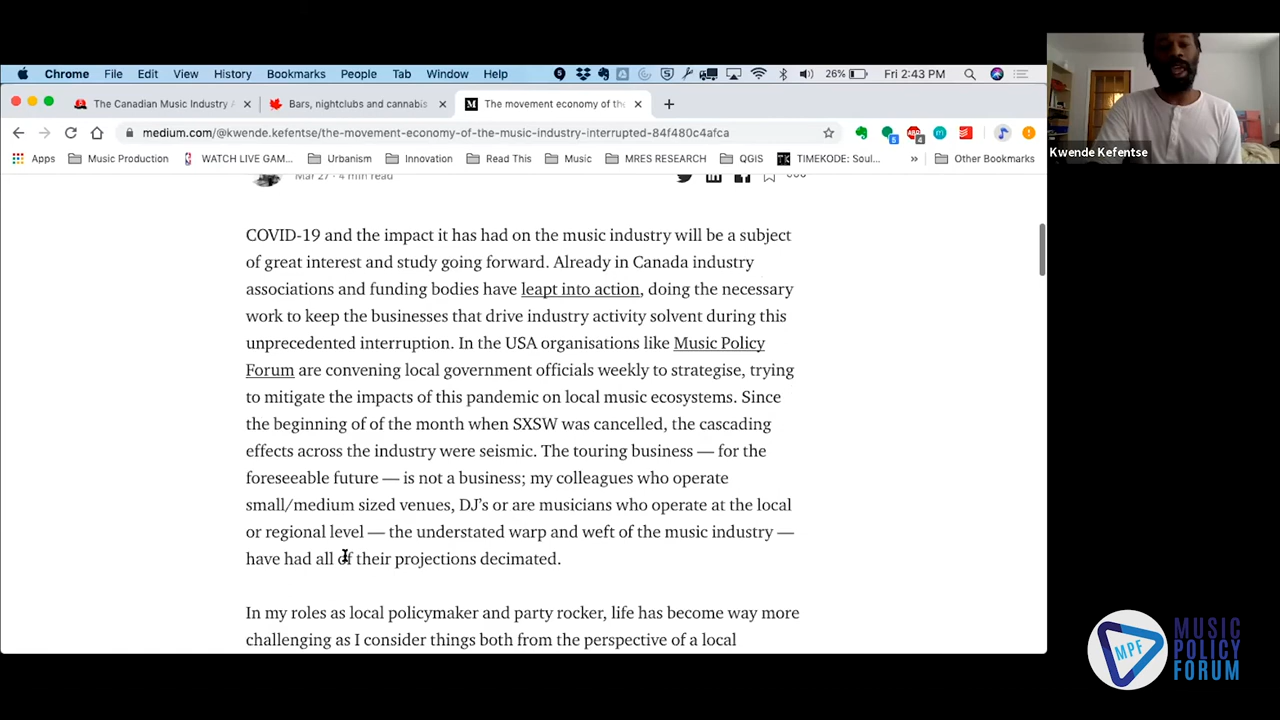 Chrome File Edit View History Bookmarks People Tab Window Help 26% Fri 2:43 PM
The Canadian Music Industry Bars, nightclubs and cannabis The movement economy of the
medium.com/@kwende.kefentse/the-movement-economy-of-the-music-industry-interrupted-84f480c4afca
Apps Music Production WATCH LIVE GAM... Urbanism Innovation Read This Music MRES RESEARCH QGIS TIMEKODE: Soul... » Other Bookmarks
Kwende Kefentse
Mar 27 · 4 min read
COVID-19 and the impact it has had on the music industry will be a subject
of great interest and study going forward. Already in Canada industry
associations and funding bodies have leapt into action, doing the necessary
work to keep the businesses that drive industry activity solvent during this
unprecedented interruption. In the USA organisations like Music Policy
Forum are convening local government officials weekly to strategise, trying
to mitigate the impacts of this pandemic on local music ecosystems. Since
the beginning of of the month when SXSW was cancelled, the cascading
effects across the industry were seismic. The touring business — for the
foreseeable future — is not a business; my colleagues who operate
small/medium sized venues, DJ's or are musicians who operate at the local
or regional level — the understated warp and weft of the music industry —
have had all of their projections decimated.
In my roles as local policymaker and party rocker, life has become way more
challenging as I consider things both from the perspective of a local
MPF
MUSIC
POLICY
FORUM